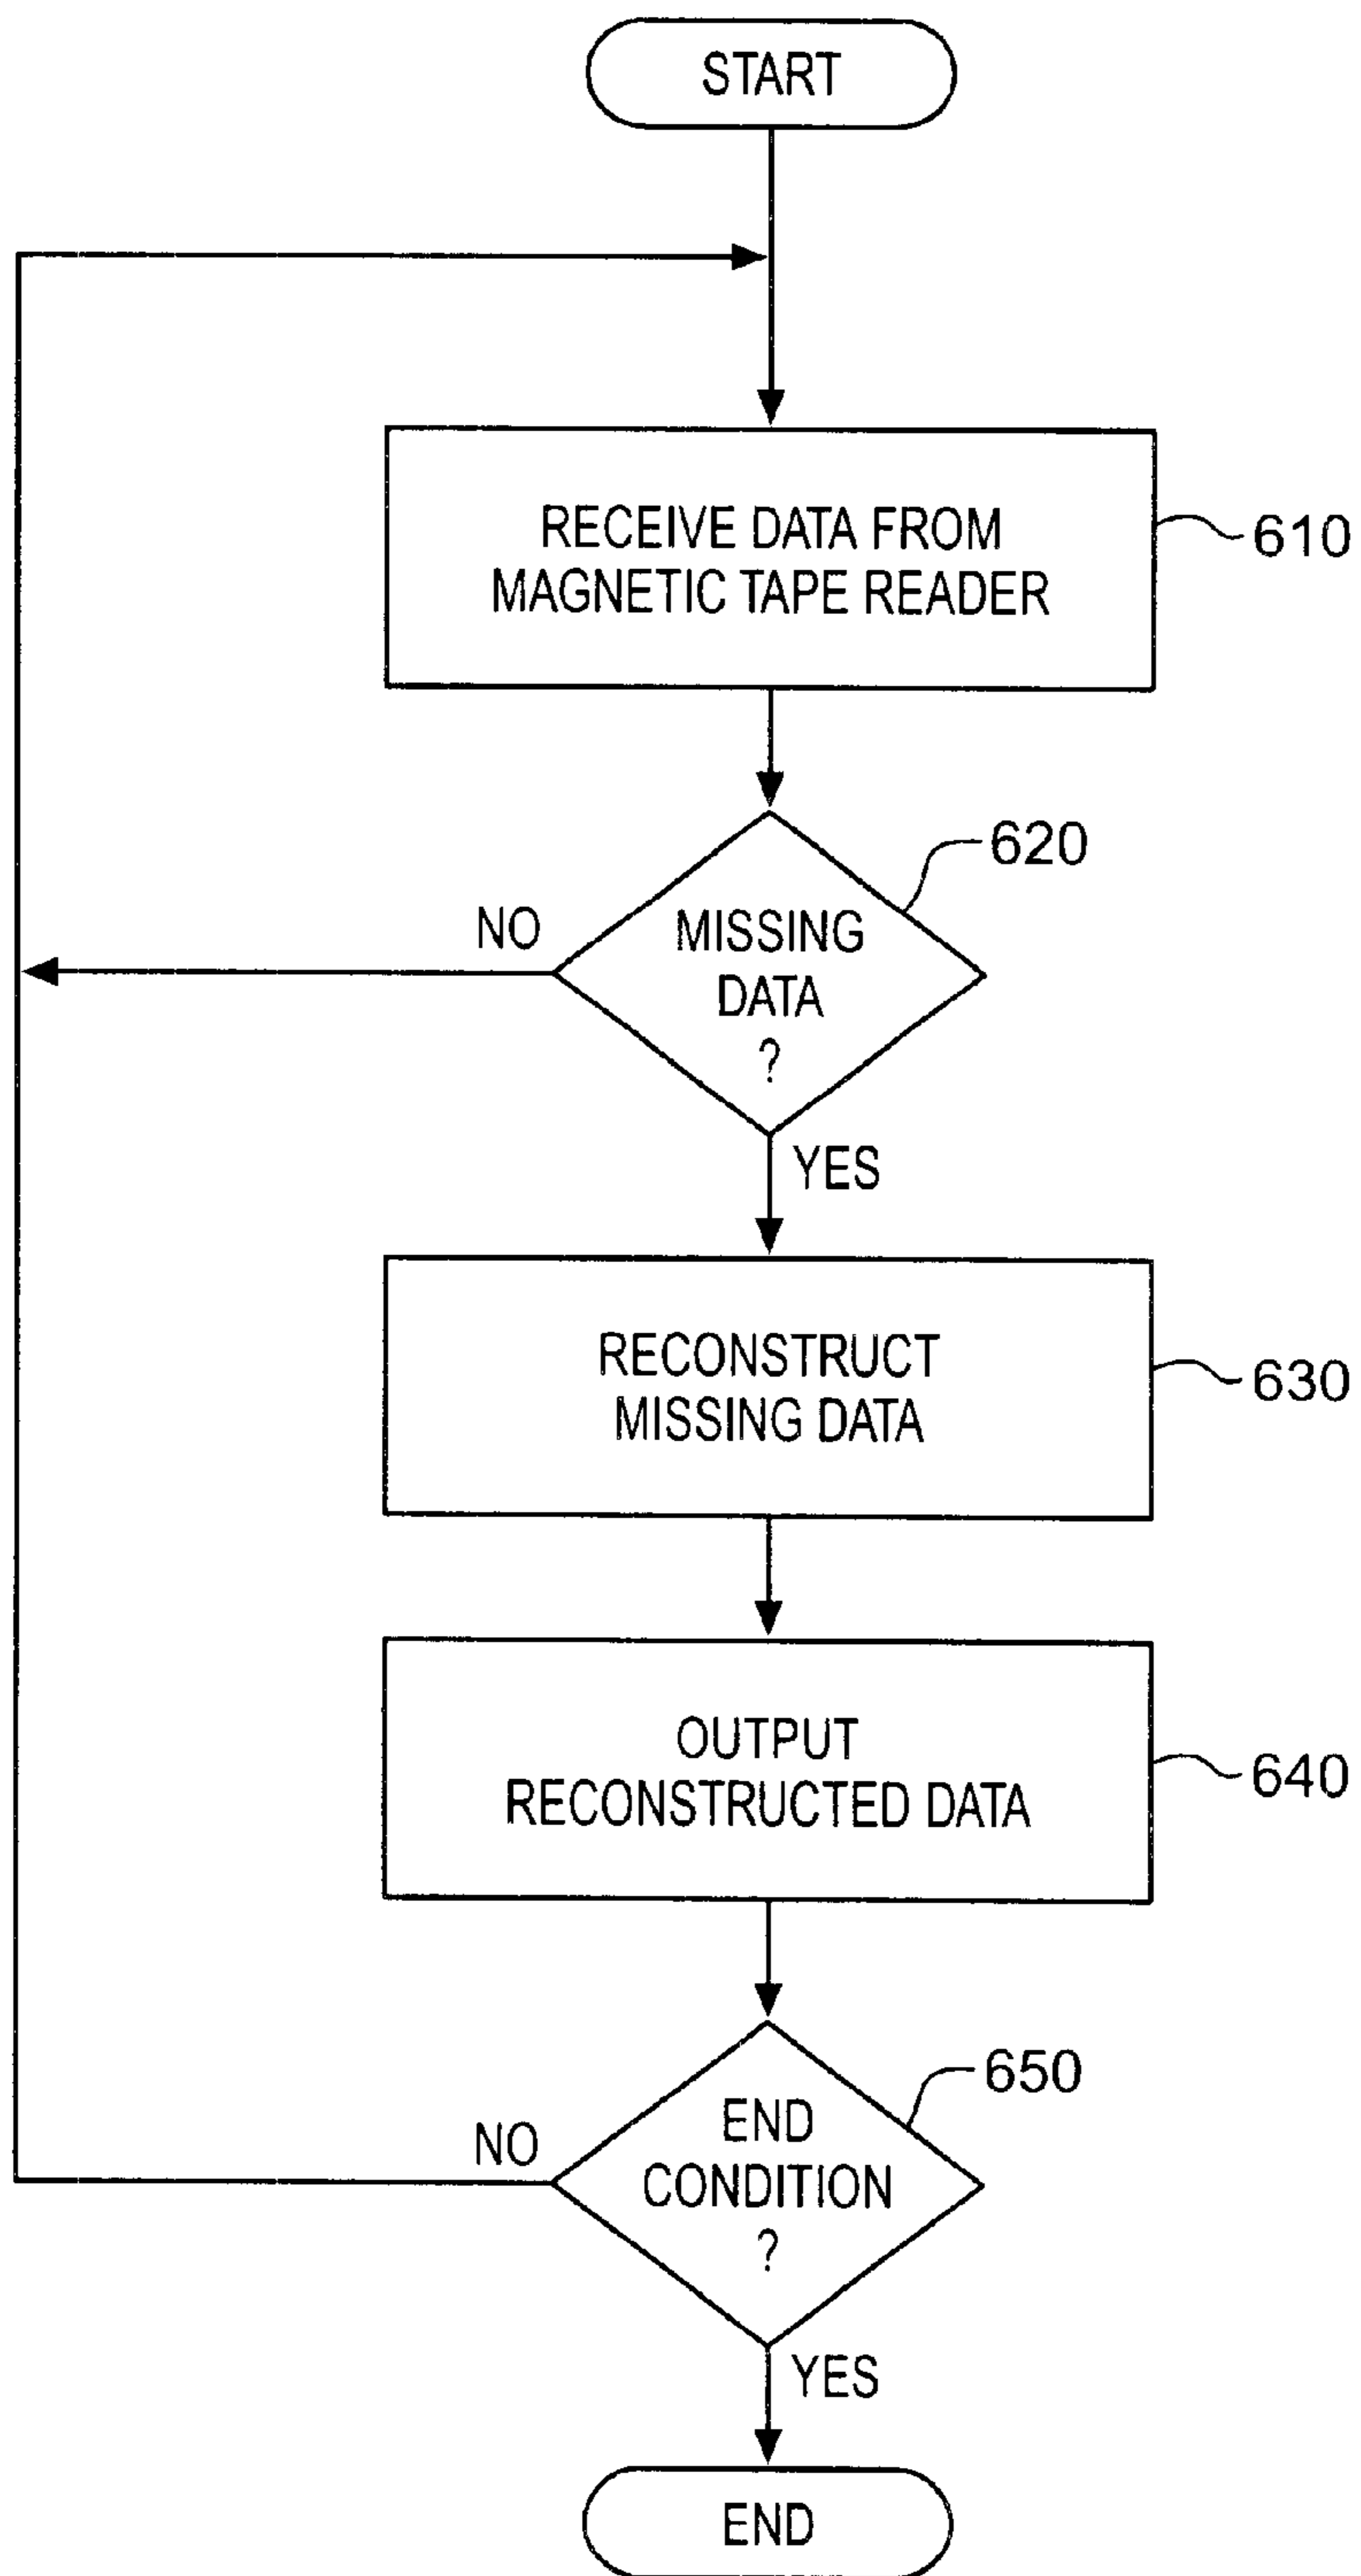 START
RECEIVE DATA FROM
MAGNETIC TAPE READER
610
620
NO
MISSING
DATA
?
YES
RECONSTRUCT
MISSING DATA
630
OUTPUT
RECONSTRUCTED DATA
640
650
NO
END
CONDITION
?
YES
END